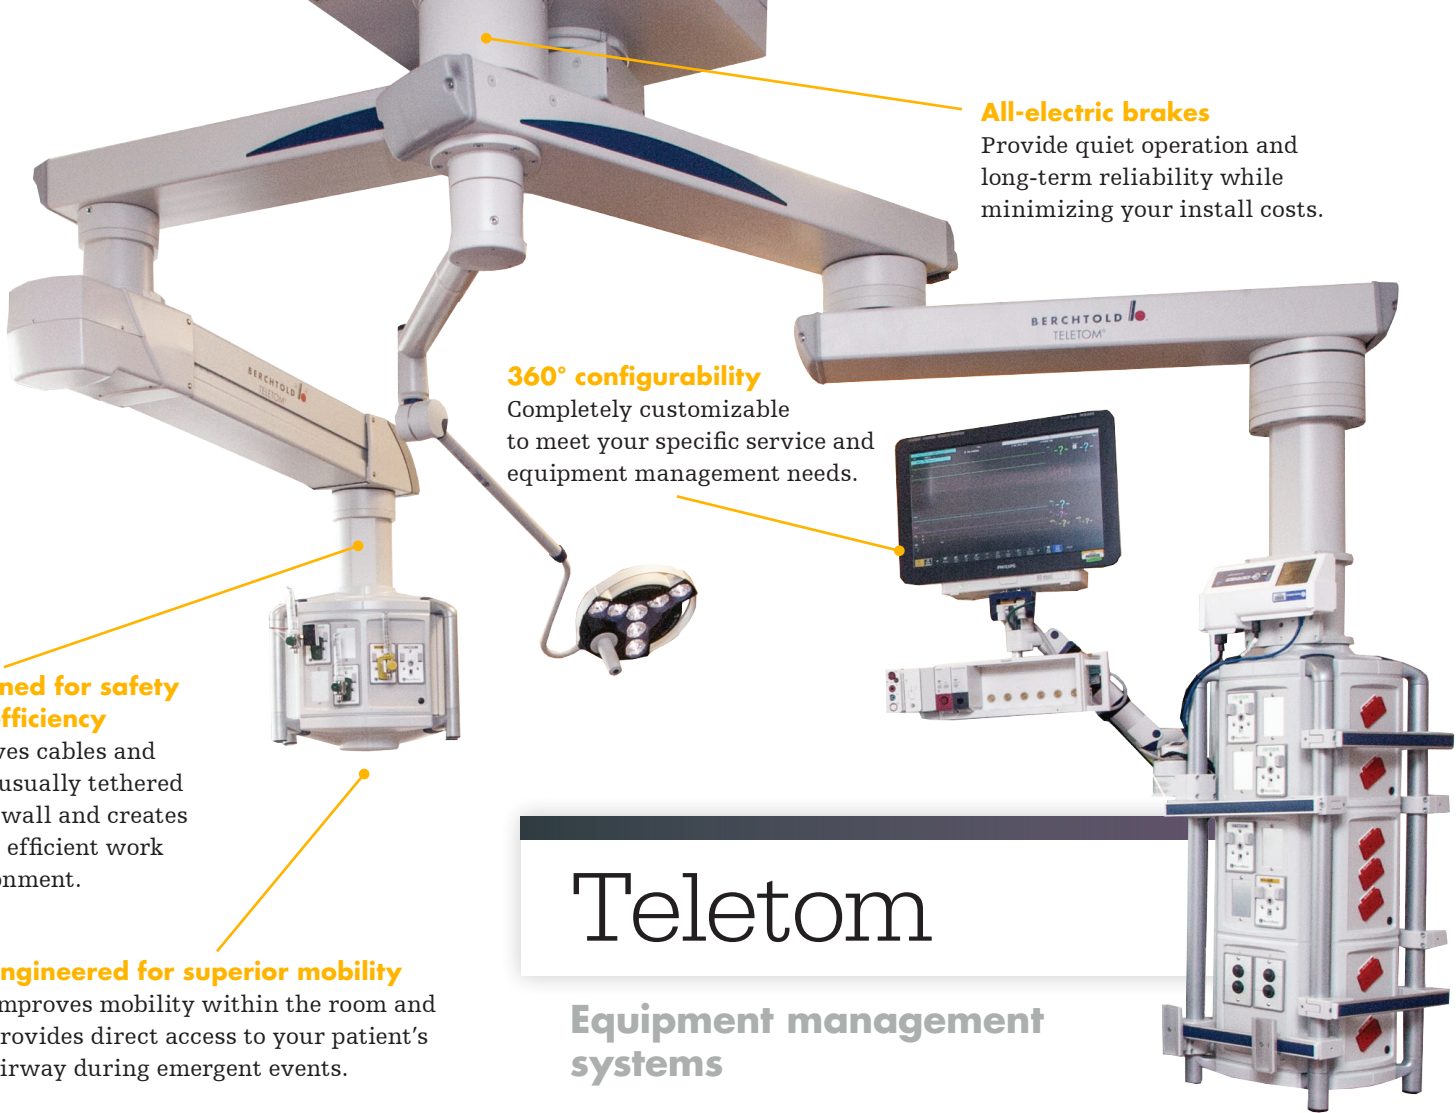 All-electric brakes
Provide quiet operation and
long-term reliability while
minimizing your install costs.
BERCHTOLD
TELETOM®
BERCHTOLD
TELETOM®
360° configurability
Completely customizable
to meet your specific service and
equipment management needs.
PHILIPS
ned for safety
fficiency
ves cables and
usually tethered
wall and creates
efficient work
onment.
Teletom
Equipment management
systems
ngineered for superior mobility
mproves mobility within the room and
rovides direct access to your patient's
irway during emergent events.